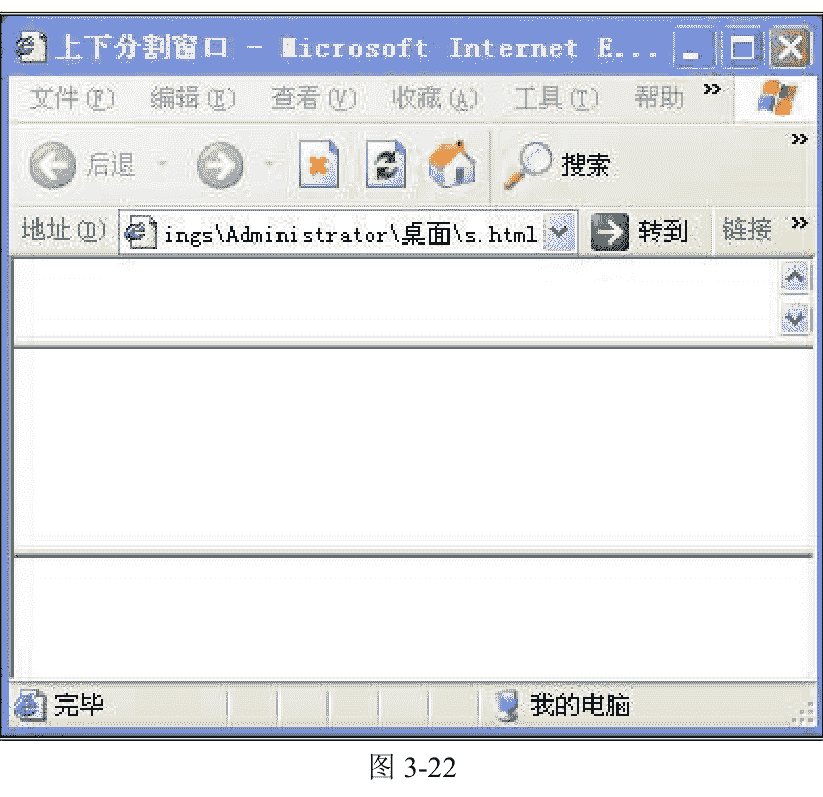 上下分割窗口 - Microsoft Internet E...
文件(F) 编辑(E) 查看(V) 收藏(A) 工具(T) 帮助 »
后退 搜索 »
地址(D) ings\Administrator\桌面\s.html 转到 链接 »
完毕 我的电脑
图 3-22